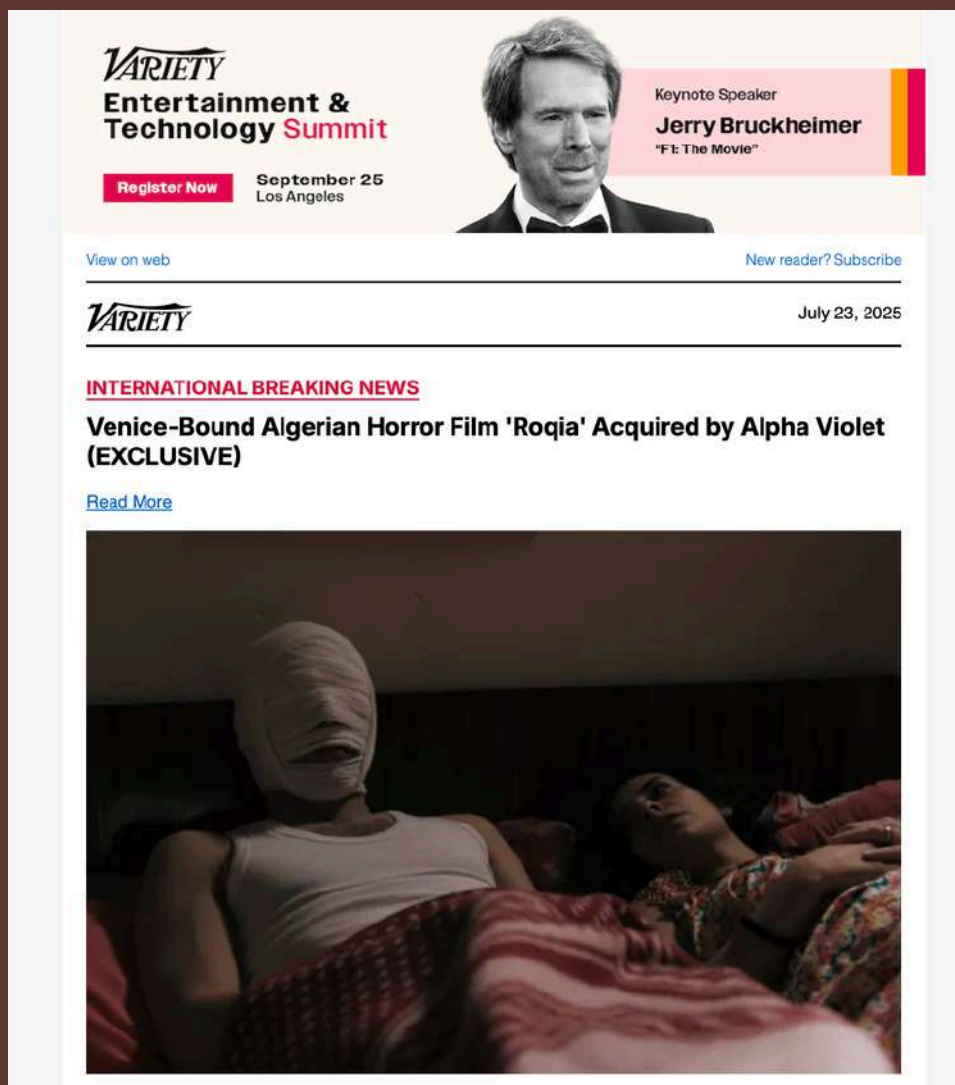 VARIETY
Entertainment &
Technology Summit
Register Now
September 25
Los Angeles
Keynote Speaker
Jerry Bruckheimer
"F1: The Movie"
View on web
New reader? Subscribe
VARIETY
July 23, 2025
INTERNATIONAL BREAKING NEWS
Venice-Bound Algerian Horror Film 'Roqia' Acquired by Alpha Violet
(EXCLUSIVE)
Read More